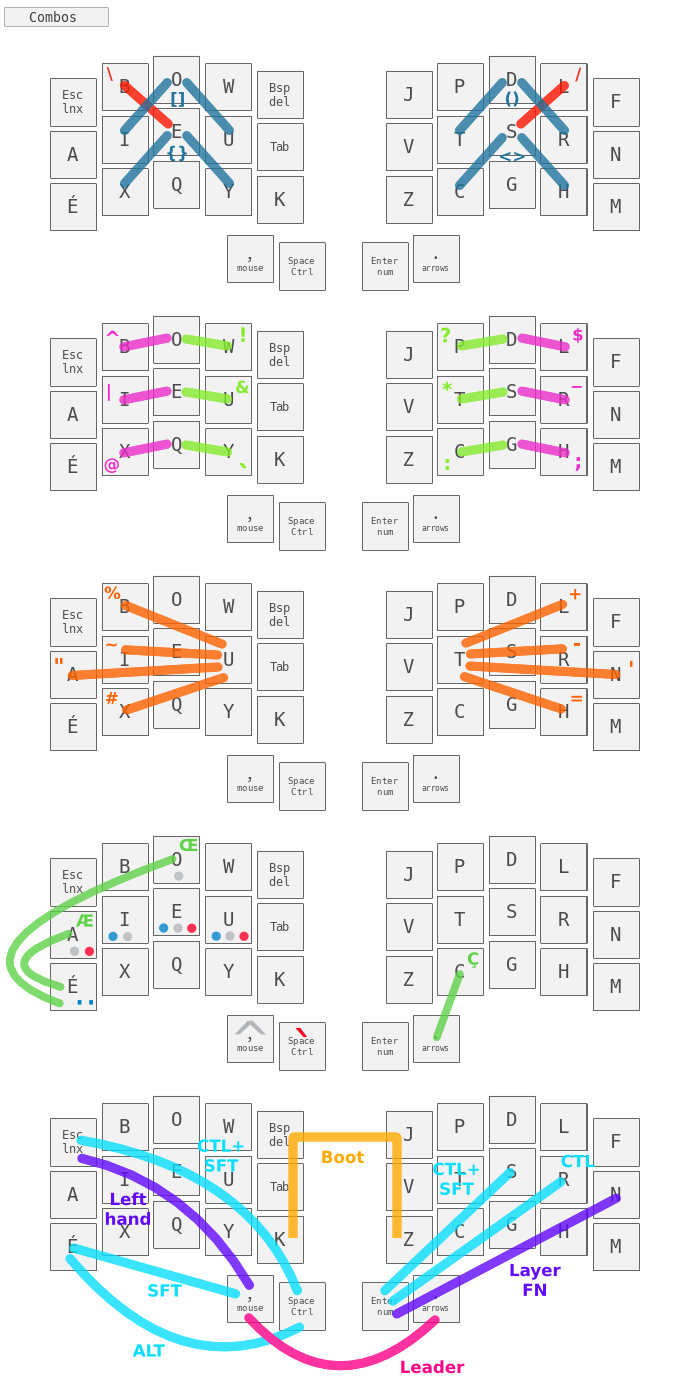 Combos
\ B O W P D L /
Esc lnx [] Bsp del J () F
I E U T S R
A {} Tab V <> N
X Q Y C G H
É K Z M
, mouse Space Ctrl Enter num . arrows
^ B O W ! ? P D L $
Esc lnx Bsp del J F
| I E U & * T S R −
A Tab V N
X Q Y C G H
@ ` : ;
É K Z M
, mouse Space Ctrl Enter num . arrows
% B O W P D L +
Esc lnx Bsp del J F
~ I E U T S R -
" A Tab V N '
# X Q Y C G H =
É K Z M
, mouse Space Ctrl Enter num . arrows
B O Œ W P D L
Esc lnx Bsp del J F
I E U T S R
A Æ Tab V N
X Q Y C Ç G H
É K Z M
^ , mouse ` Space Ctrl Enter num arrows
B O W P D L
Esc lnx Bsp del J F
CTL+ SFT Boot CTL+ SFT CTL
I E U T S R
A Tab V N
Left hand
X Q Y C G H
É K Z M
SFT Layer FN
, mouse Space Ctrl Enter num . arrows
ALT Leader